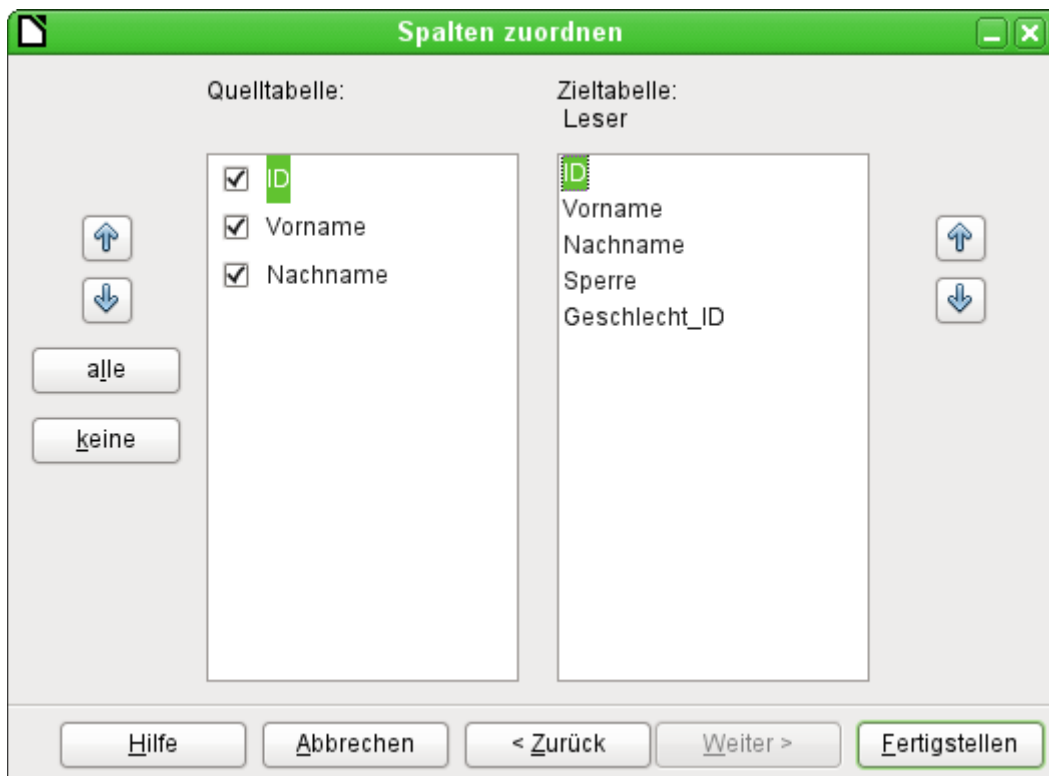 Spalten zuordnen
Quelltabelle:
Zieltabelle:
Leser
ID
Vorname
Nachname
ID
Vorname
Nachname
Sperre
Geschlecht_ID
alle
keine
Hilfe
Abbrechen
< Zurück
Weiter >
Fertigstellen